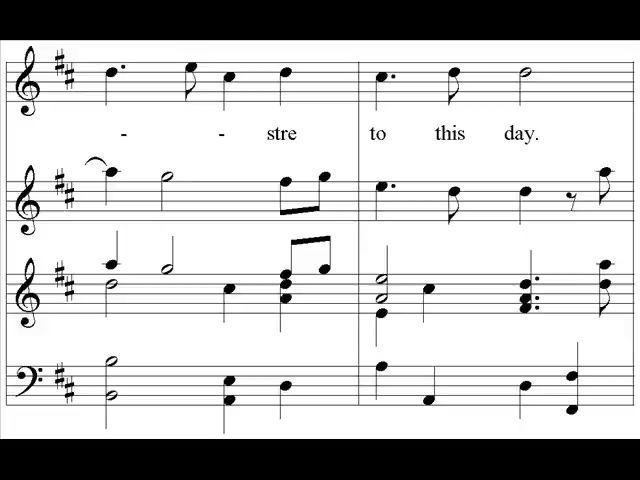 - - stre to this day.